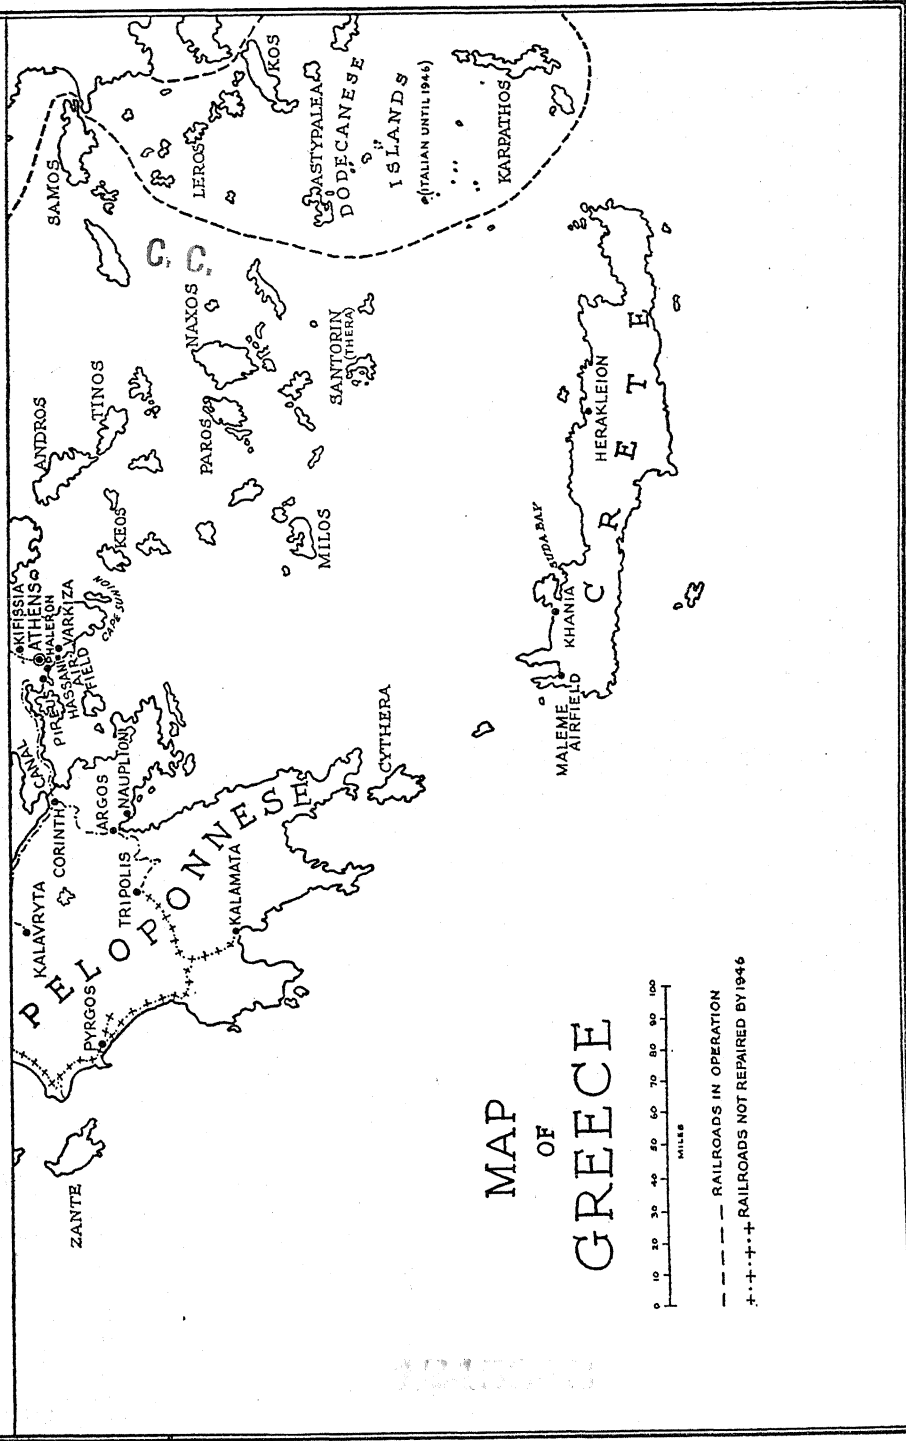 ZANTE
KALAVRYTA
PELOPONNESE
PYRGOS
TRIPOLIS
KALAMATA
CORINTH
CANAL
ARGOS
NAUPLION
KIFISSIA
ATHENS
PHALERON
PIREUS
HASSANI
AIR-
FIELD
VARKIZA
CAPE SUNION
KEOS
ANDROS
TINOS
PAROS
NAXOS
MILOS
SANTORIN
(THERA)
CYTHERA
SAMOS
LEROS
KOS
ASTYPALEA
DODECANESE
ISLANDS
(ITALIAN UNTIL 1946)
KARPATHOS
C. C.
MALEME
AIRFIELD
KHANIA
SUDA BAY
HERAKLEION
CRETE
MAP
OF
GREECE
0 10 20 30 40 50 60 70 80 90 100
MILES
RAILROADS IN OPERATION
RAILROADS NOT REPAIRED BY 1946